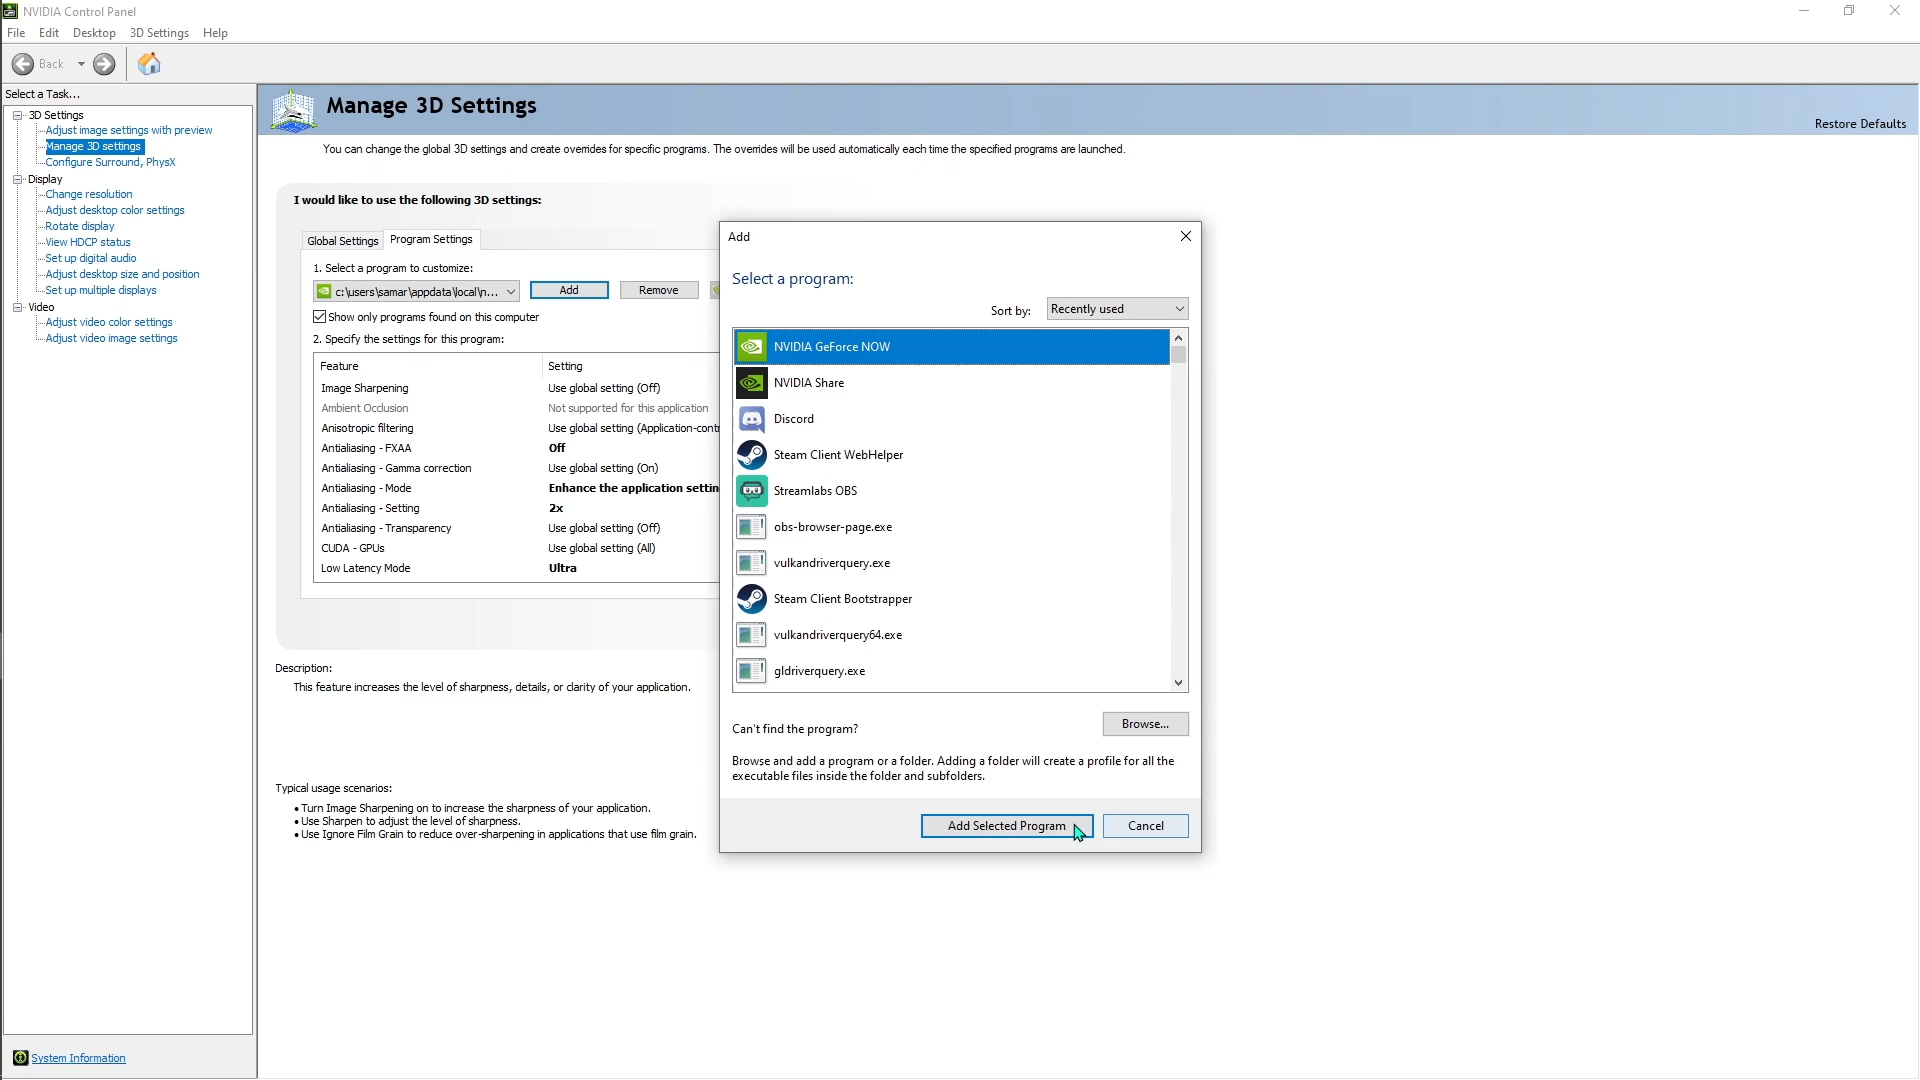 NVIDIA Control Panel
File Edit Desktop 3D Settings Help
Back
Select a Task...
3D Settings
Adjust image settings with preview
Manage 3D settings
Configure Surround, PhysX
Display
Change resolution
Adjust desktop color settings
Rotate display
View HDCP status
Set up digital audio
Adjust desktop size and position
Set up multiple displays
Video
Adjust video color settings
Adjust video image settings
System Information
Manage 3D Settings
Restore Defaults
You can change the global 3D settings and create overrides for specific programs. The overrides will be used automatically each time the specified programs are launched.
I would like to use the following 3D settings:
Global Settings Program Settings
1. Select a program to customize:
c:\users\samar\appdata\local\n... Add Remove
Show only programs found on this computer
2. Specify the settings for this program:
Feature Setting
Image Sharpening Use global setting (Off)
Ambient Occlusion Not supported for this application
Anisotropic filtering Use global setting (Application-contr
Antialiasing - FXAA Off
Antialiasing - Gamma correction Use global setting (On)
Antialiasing - Mode Enhance the application settin
Antialiasing - Setting 2x
Antialiasing - Transparency Use global setting (Off)
CUDA - GPUs Use global setting (All)
Low Latency Mode Ultra
Description:
This feature increases the level of sharpness, details, or clarity of your application.
Typical usage scenarios:
• Turn Image Sharpening on to increase the sharpness of your application.
• Use Sharpen to adjust the level of sharpness.
• Use Ignore Film Grain to reduce over-sharpening in applications that use film grain.
Add
Select a program:
Sort by: Recently used
NVIDIA GeForce NOW
NVIDIA Share
Discord
Steam Client WebHelper
Streamlabs OBS
obs-browser-page.exe
vulkandriverquery.exe
Steam Client Bootstrapper
vulkandriverquery64.exe
gldriverquery.exe
Can't find the program? Browse...
Browse and add a program or a folder. Adding a folder will create a profile for all the
executable files inside the folder and subfolders.
Add Selected Program Cancel